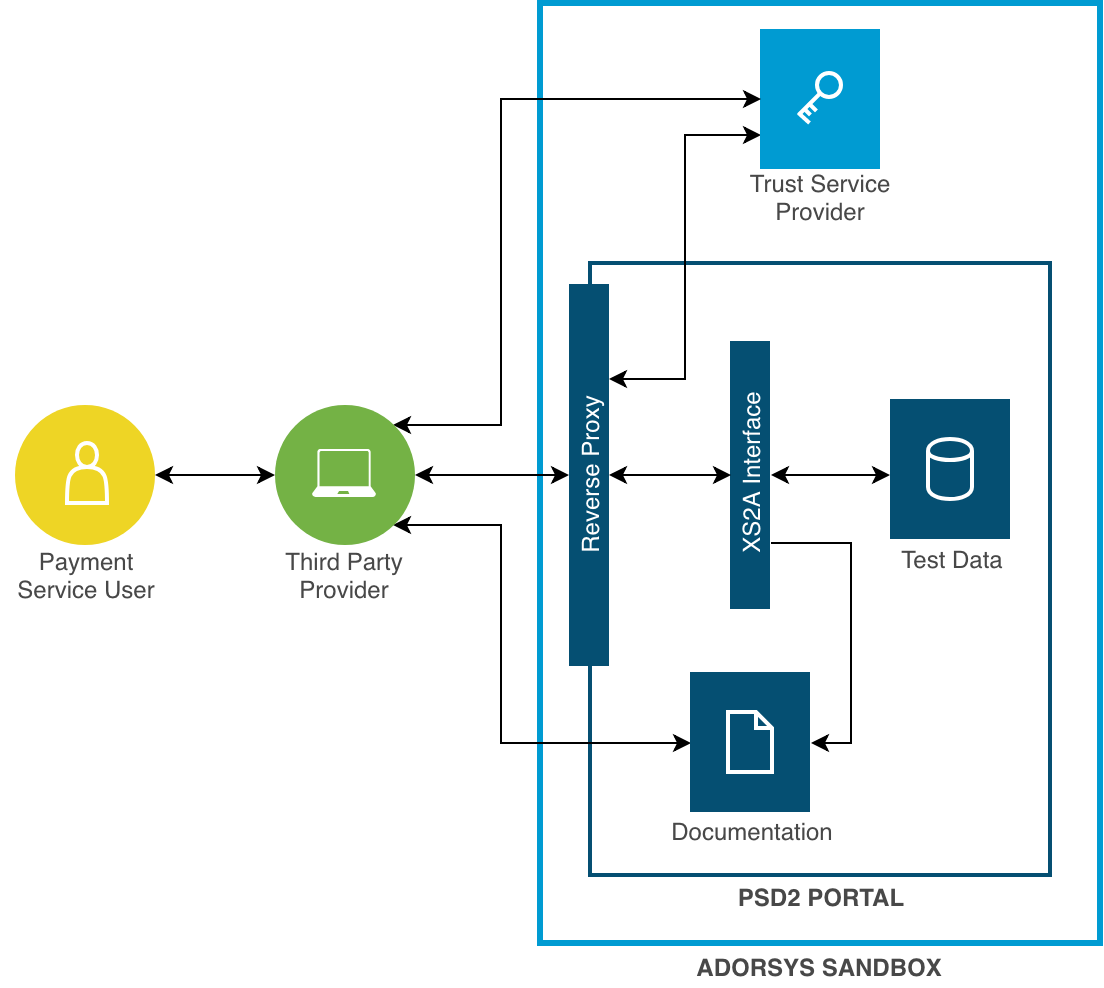 Trust Service
Provider
Reverse Proxy
XS2A Interface
Payment
Service User
Third Party
Provider
Test Data
Documentation
PSD2 PORTAL
ADORSYS SANDBOX